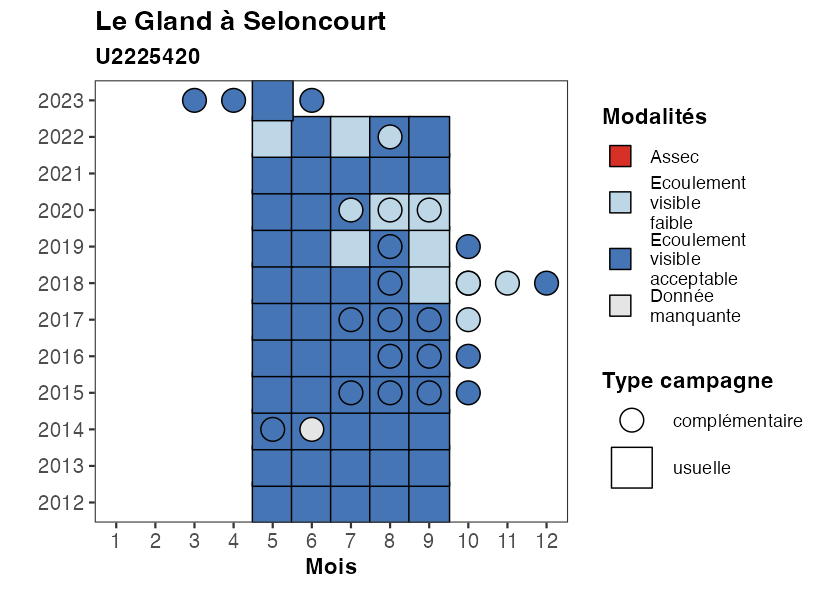 Le Gland à Seloncourt
U2225420
2023
2022
2021
2020
2019
2018
2017
2016
2015
2014
2013
2012
1 2 3 4 5 6 7 8 9 10 11 12
Mois
Modalités
Assec
Ecoulement
visible
faible
Ecoulement
visible
acceptable
Donnée
manquante
Type campagne
complémentaire
usuelle